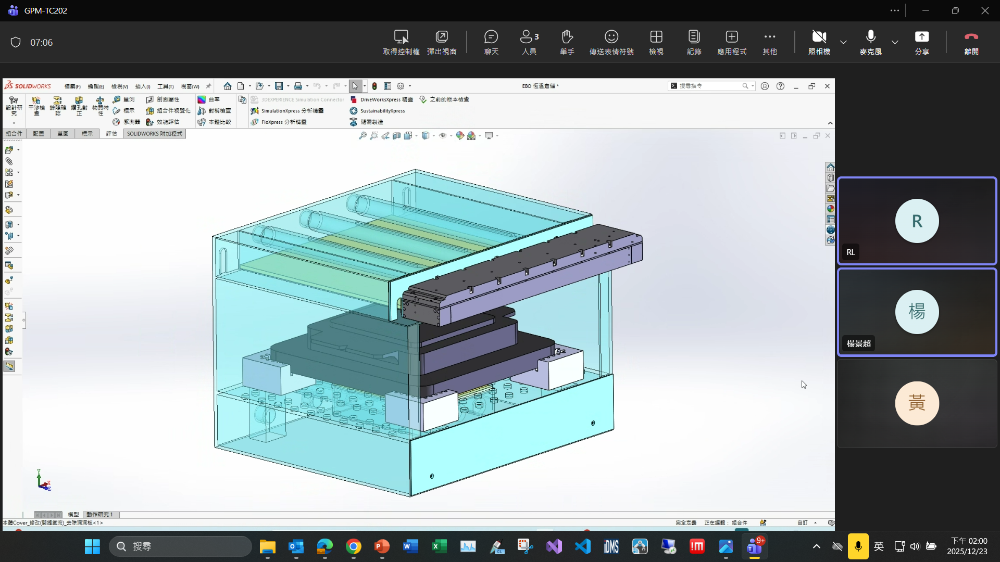 GPM-TC202
07:06
取得控制權 彈出視窗 聊天 人員 3 舉手 傳送表情符號 檢視 記錄 應用程式 其他 照相機 麥克風 分享 離開
SOLIDWORKS 檔案(F) 編輯(E) 檢視(V) 插入(I) 工具(T) 視窗(W) EBO 恆溫倉儲 * 搜尋指令
設計研究 干涉檢查 餘隙確認 鑽孔對正 物質特性
量測 剖面屬性 曲率 3DEXPERIENCE Simulation Connector DriveWorksXpress 精靈 之前的版本檢查
標示 組合件視覺化 對稱檢查 SimulationXpress 分析精靈 SustainabilityXpress
感測器 效能評估 本體比較 FloXpress 分析精靈 隨需製造
組合件 配置 草圖 標示 評估 SOLIDWORKS 附加程式
R
RL
楊
楊景超
黃
Y
X
Z
模型 動作研究 1
本體Cover_修改(開縫氣流)_去除洞洞板<1> 完全定義 正在編輯: 組合件 自訂
搜尋
9+
英
下午 02:00
2025/12/23